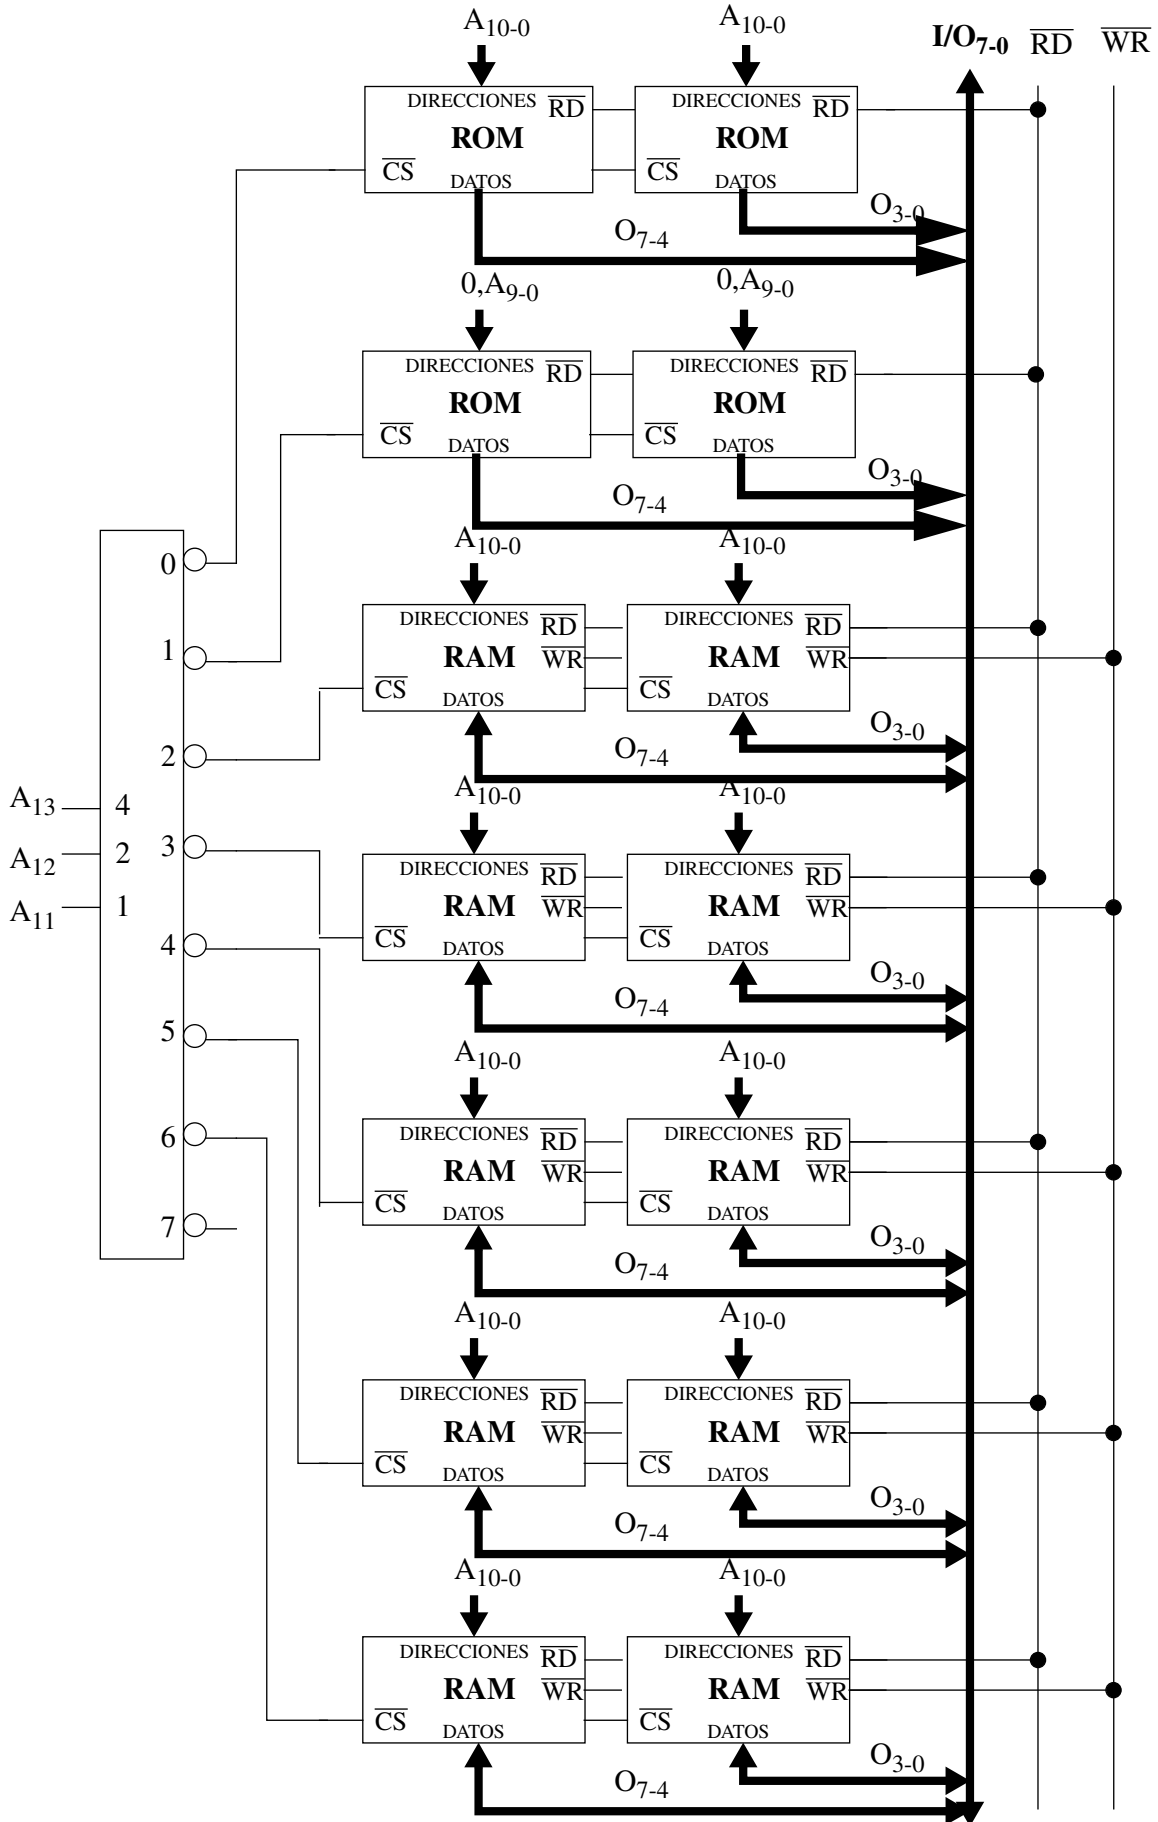 A10-0 A10-0 I/O7-0 RD WR
DIRECCIONES RD DIRECCIONES RD
ROM ROM
CS DATOS CS DATOS
O3-0
O7-4
0,A9-0 0,A9-0
DIRECCIONES RD DIRECCIONES RD
ROM ROM
CS DATOS CS DATOS
O3-0
O7-4
A10-0 A10-0
0
DIRECCIONES RD DIRECCIONES RD
1 RAM WR RAM WR
CS DATOS CS DATOS
O3-0
2 O7-4
A10-0 A10-0
A13 4
A12 2 3
DIRECCIONES RD DIRECCIONES RD
A11 1 RAM WR RAM WR
4 CS DATOS CS DATOS
O3-0
O7-4
5
A10-0 A10-0
6 DIRECCIONES RD DIRECCIONES RD
RAM WR RAM WR
CS DATOS CS DATOS
7
O3-0
O7-4
A10-0 A10-0
DIRECCIONES RD DIRECCIONES RD
RAM WR RAM WR
CS DATOS CS DATOS
O3-0
O7-4
A10-0 A10-0
DIRECCIONES RD DIRECCIONES RD
RAM WR RAM WR
CS DATOS CS DATOS
O3-0
O7-4